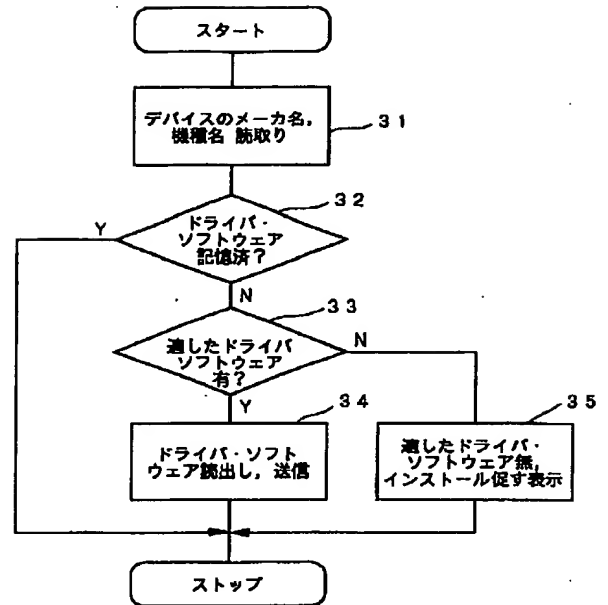 スタート
デバイスのメーカ名,
機種名 読取り
31
32
ドライバ・
ソフトウェア
記憶済?
Y
N
33
適したドライバ
ソフトウェア
有?
N
Y
34
ドライバ・ソフト
ウェア読出し, 送信
35
適したドライバ・
ソフトウェア無,
インストール促す表示
ストップ